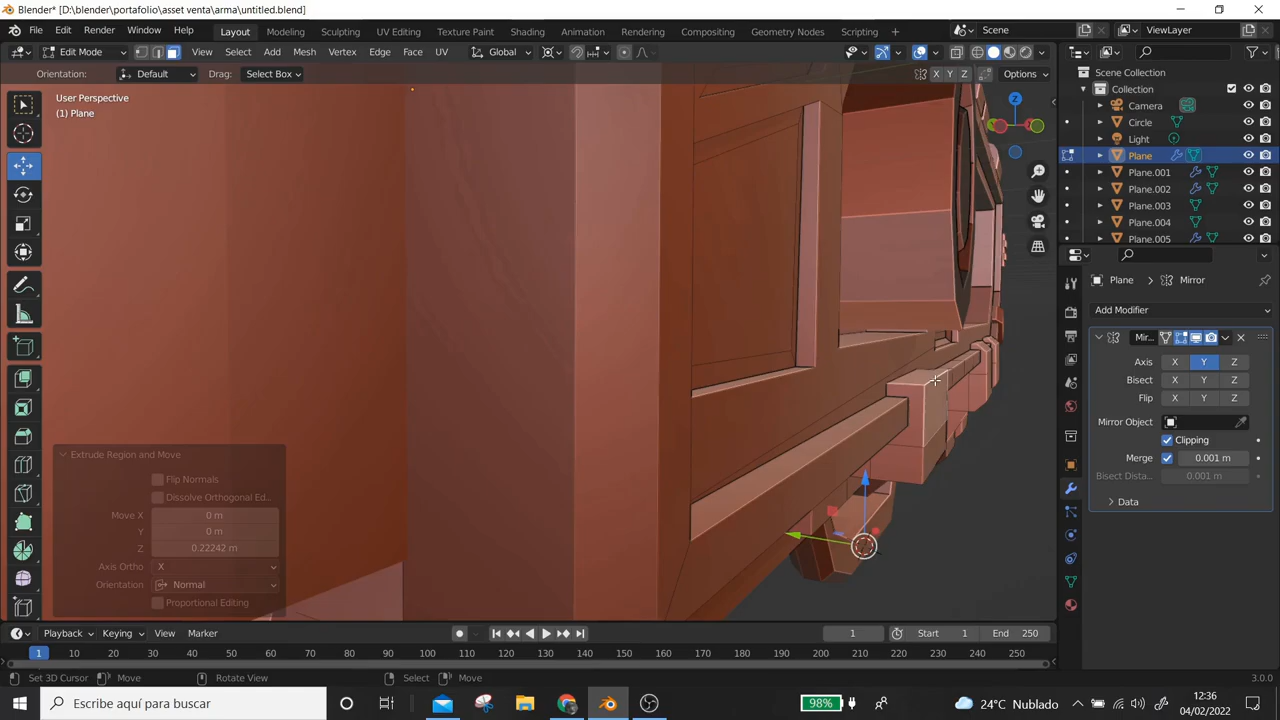 Blender* [D:\blender\portafolio\asset venta\arma\untitled.blend]
File Edit Render Window Help Layout Modeling Sculpting UV Editing Texture Paint Shading Animation Rendering Compositing Geometry Nodes Scripting + Scene ViewLayer
Edit Mode View Select Add Mesh Vertex Edge Face UV Global
Orientation: Default Drag: Select Box X Y Z Options
User Perspective
(1) Plane
Z
Scene Collection
Collection
Camera
Circle
Light
Plane
Plane.001
Plane.002
Plane.003
Plane.004
Plane.005
Plane > Mirror
Add Modifier
Mir...
Axis X Y Z
Bisect X Y Z
Flip X Y Z
Mirror Object
Clipping
Merge 0.001 m
Bisect Dista... 0.001 m
Data
Extrude Region and Move
Flip Normals
Dissolve Orthogonal Ed...
Move X 0 m
Y 0 m
Z 0.22242 m
Axis Ortho X
Orientation Normal
Proportional Editing
Playback Keying View Marker 1 Start 1 End 250
1 10 20 30 40 50 60 70 80 90 100 110 120 130 140 150 160 170 180 190 200 210 220 230 240 250
Set 3D Cursor Move Rotate View Select Move 3.0.0
Escribe aquí para buscar 98% 24°C Nublado 12:36
04/02/2022